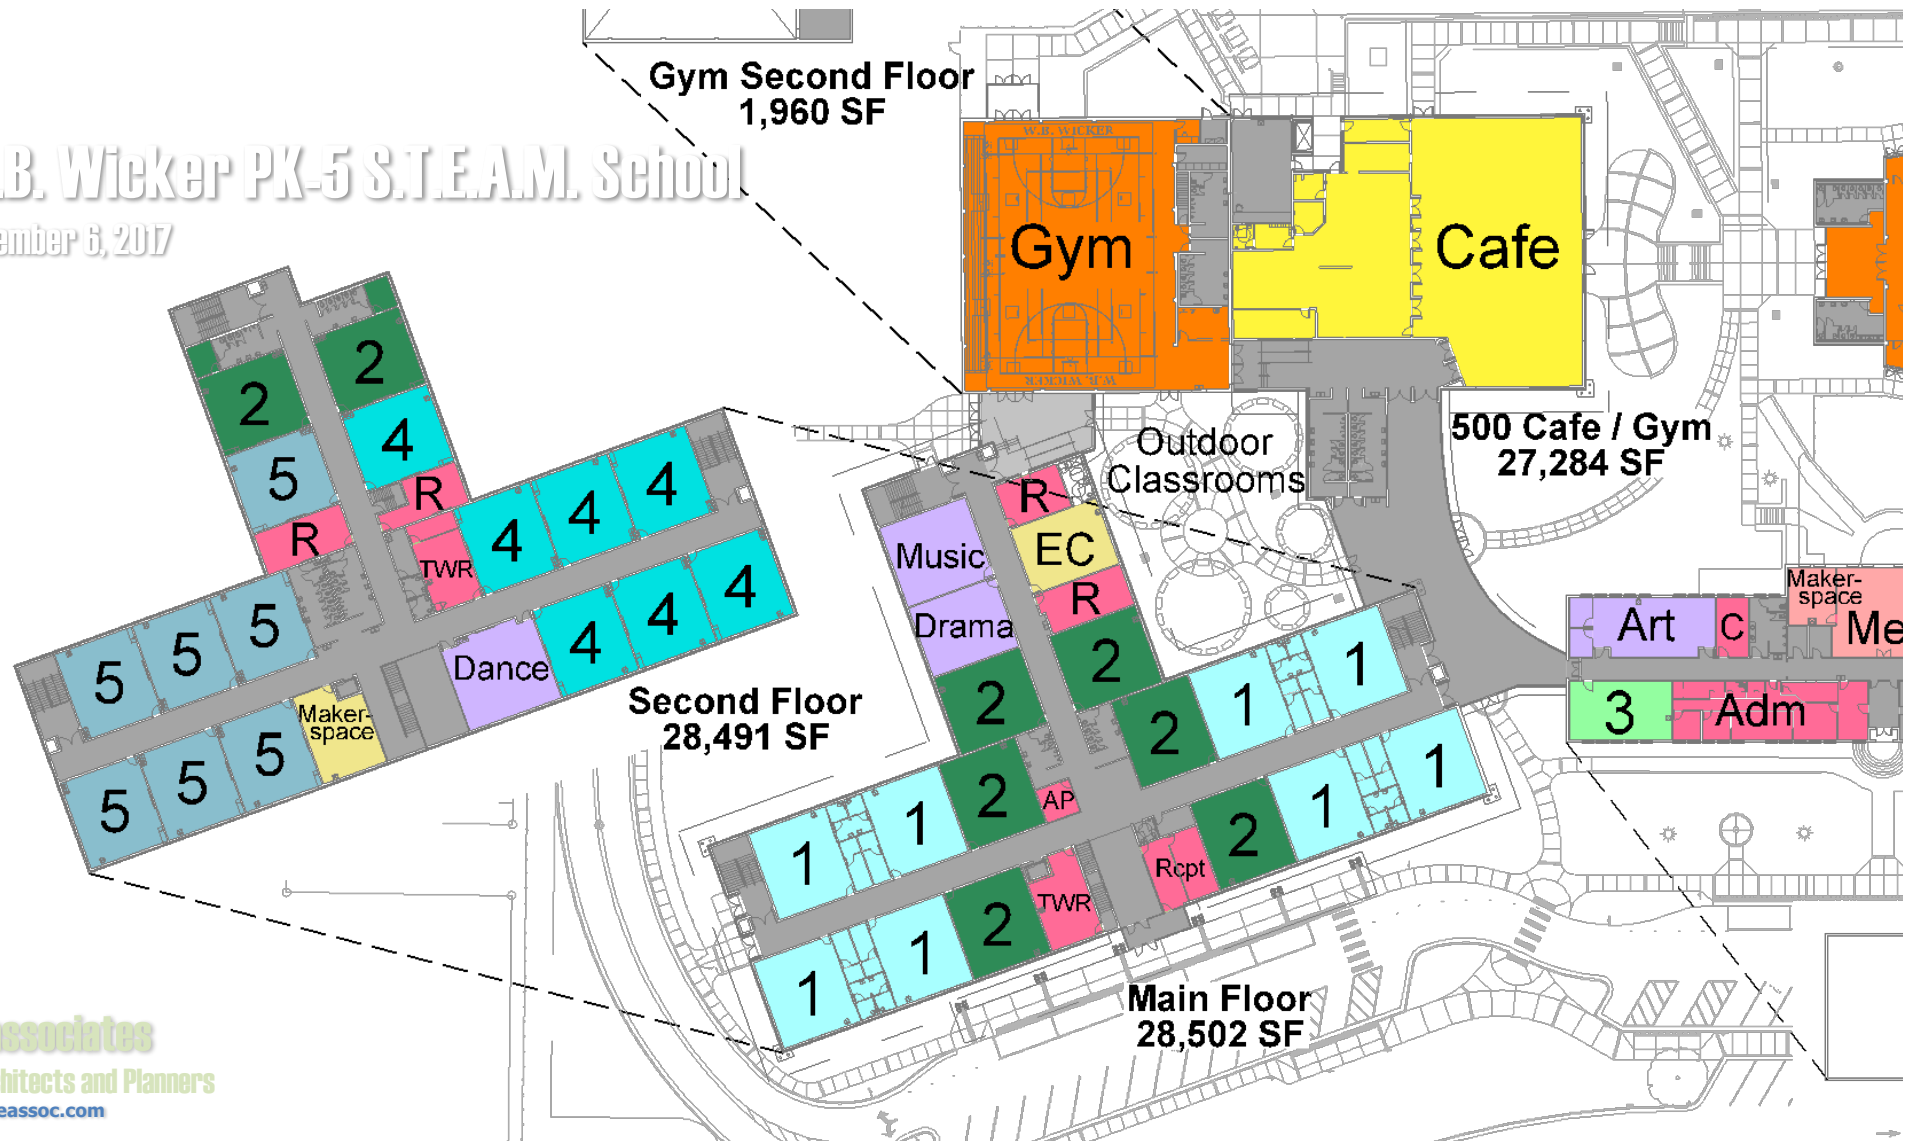 Gym Second Floor
1,960 SF
.B. Wicker PK-5 S.T.E.A.M. School
ember 6, 2017
W.B. WICKER
Gym
W.B. WICKER
Cafe
500 Cafe / Gym
27,284 SF
Outdoor
Classrooms
2
2
4
5
R
R
TWR
4
4
4
4
4
4
5
5
5
5
5
5
Maker-
space
Dance
Second Floor
28,491 SF
R
Music
EC
R
Drama
2
2
2
1
1
2
AP
1
1
1
1
2
Rcpt
2
TWR
1
1
Main Floor
28,502 SF
Art
C
Maker-
space
Me
3
Adm
associates
hitects and Planners
eassoc.com